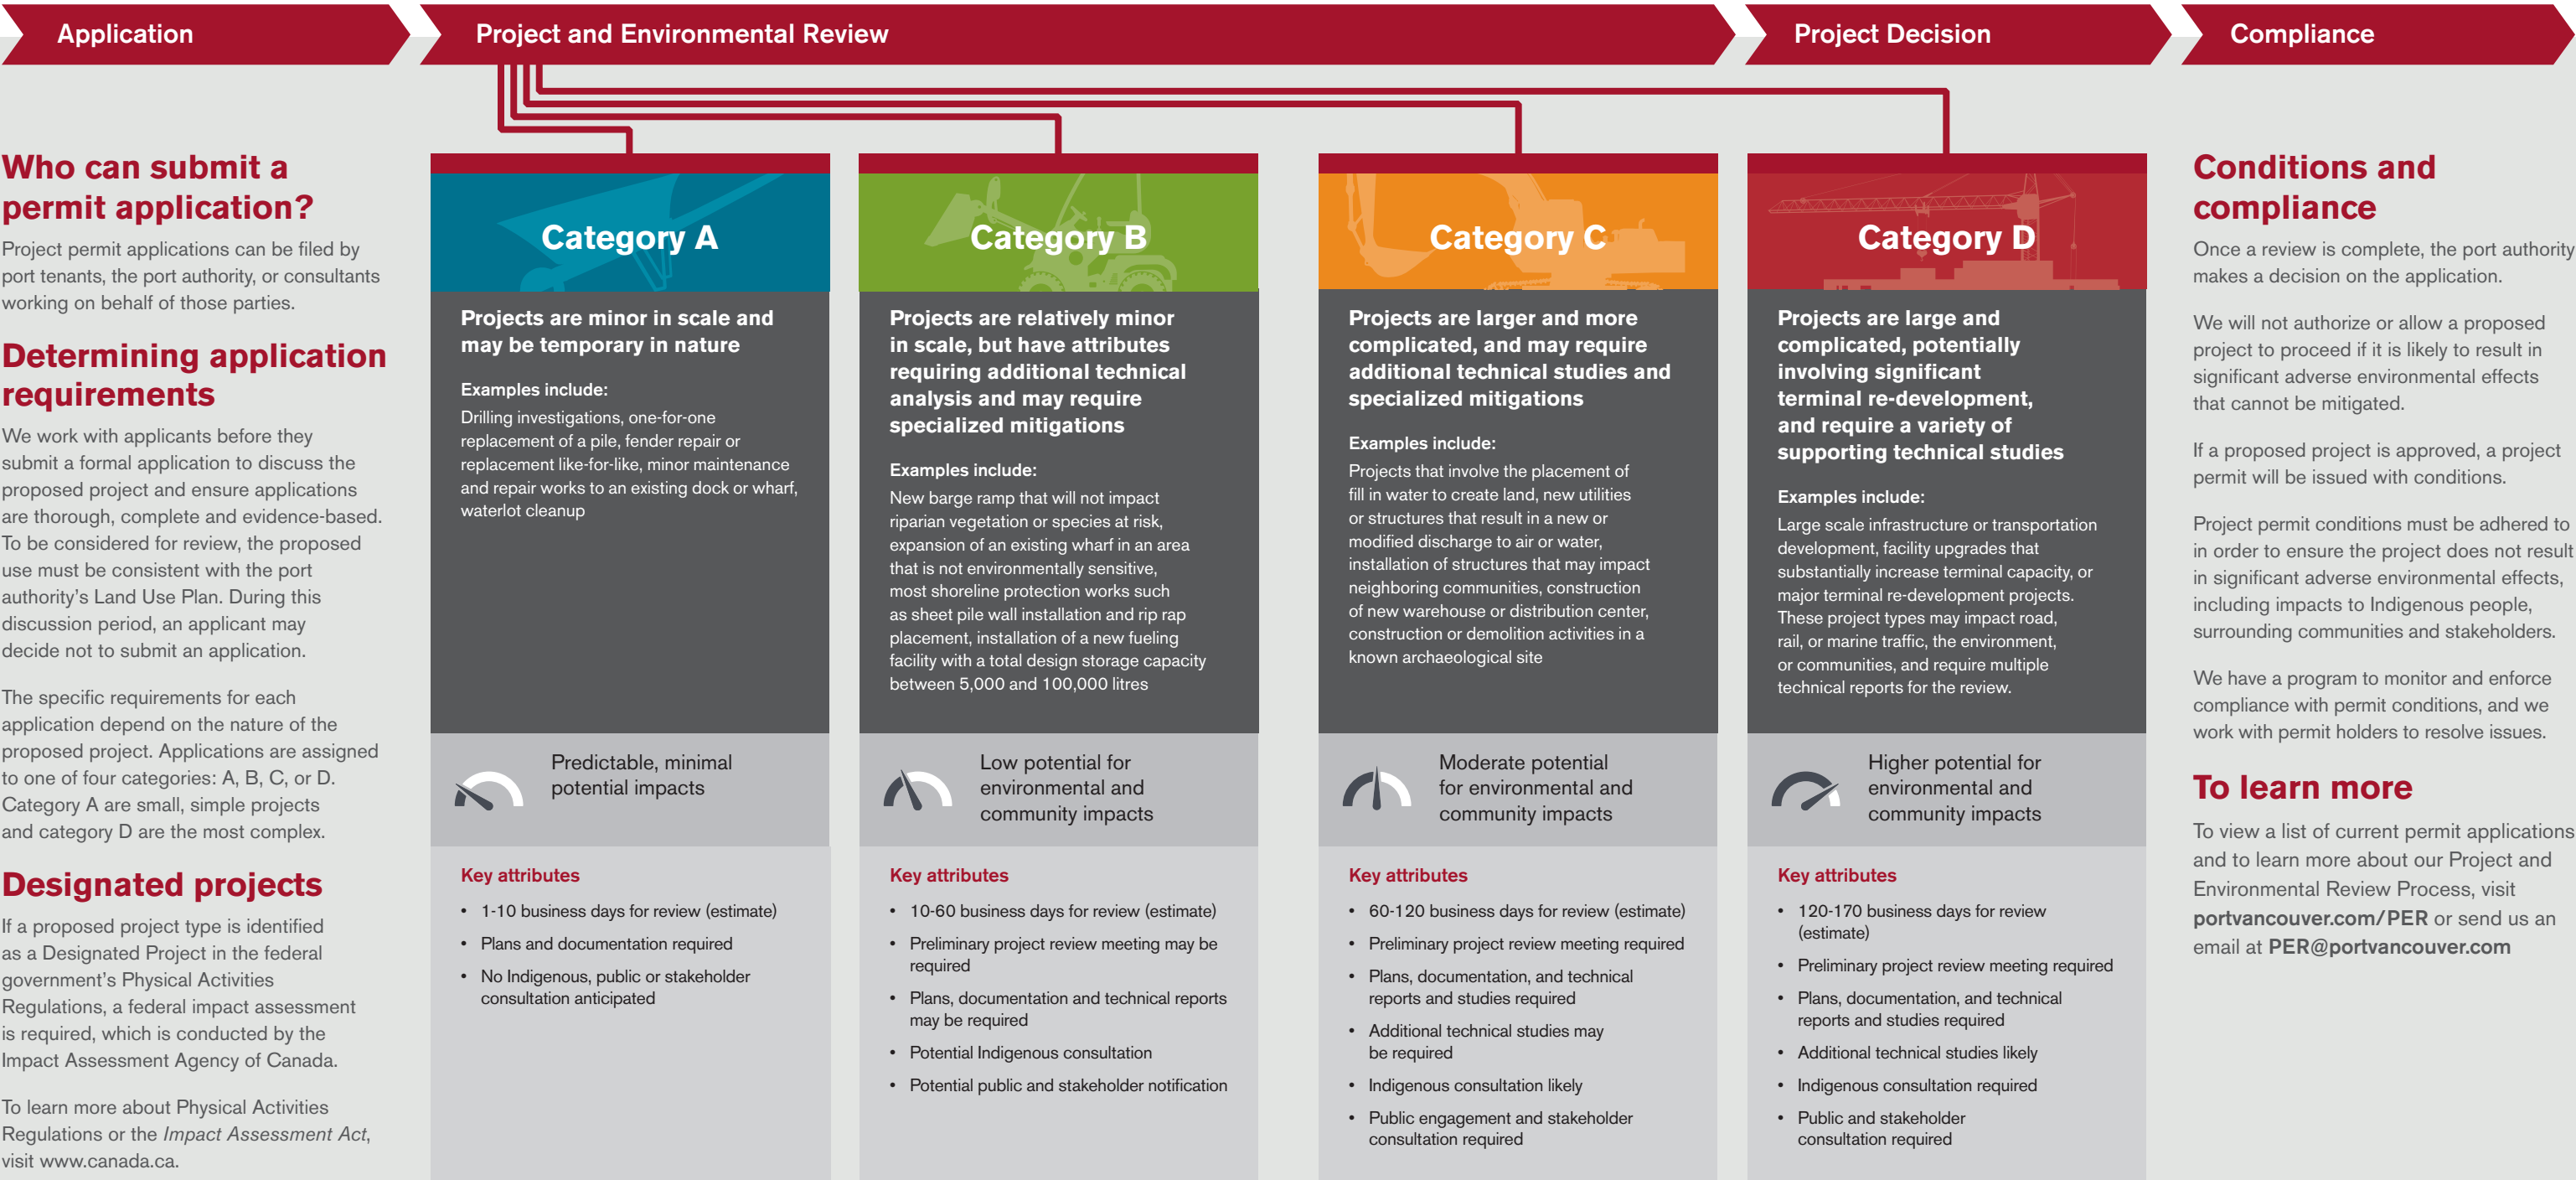 Application
Project and Environmental Review
Project Decision
Compliance
Who can submit a
permit application?
Project permit applications can be filed by
port tenants, the port authority, or consultants
working on behalf of those parties.
Determining application
requirements
We work with applicants before they
submit a formal application to discuss the
proposed project and ensure applications
are thorough, complete and evidence-based.
To be considered for review, the proposed
use must be consistent with the port
authority's Land Use Plan. During this
discussion period, an applicant may
decide not to submit an application.
The specific requirements for each
application depend on the nature of the
proposed project. Applications are assigned
to one of four categories: A, B, C, or D.
Category A are small, simple projects
and category D are the most complex.
Designated projects
If a proposed project type is identified
as a Designated Project in the federal
government's Physical Activities
Regulations, a federal impact assessment
is required, which is conducted by the
Impact Assessment Agency of Canada.
To learn more about Physical Activities
Regulations or the Impact Assessment Act,
visit www.canada.ca.
Category A
Projects are minor in scale and
may be temporary in nature
Examples include:
Drilling investigations, one-for-one
replacement of a pile, fender repair or
replacement like-for-like, minor maintenance
and repair works to an existing dock or wharf,
waterlot cleanup
Predictable, minimal
potential impacts
Key attributes
• 1-10 business days for review (estimate)
• Plans and documentation required
• No Indigenous, public or stakeholder
consultation anticipated
Category B
Projects are relatively minor
in scale, but have attributes
requiring additional technical
analysis and may require
specialized mitigations
Examples include:
New barge ramp that will not impact
riparian vegetation or species at risk,
expansion of an existing wharf in an area
that is not environmentally sensitive,
most shoreline protection works such
as sheet pile wall installation and rip rap
placement, installation of a new fueling
facility with a total design storage capacity
between 5,000 and 100,000 litres
Low potential for
environmental and
community impacts
Key attributes
• 10-60 business days for review (estimate)
• Preliminary project review meeting may be
required
• Plans, documentation and technical reports
may be required
• Potential Indigenous consultation
• Potential public and stakeholder notification
Category C
Projects are larger and more
complicated, and may require
additional technical studies and
specialized mitigations
Examples include:
Projects that involve the placement of
fill in water to create land, new utilities
or structures that result in a new or
modified discharge to air or water,
installation of structures that may impact
neighboring communities, construction
of new warehouse or distribution center,
construction or demolition activities in a
known archaeological site
Moderate potential
for environmental and
community impacts
Key attributes
• 60-120 business days for review (estimate)
• Preliminary project review meeting required
• Plans, documentation, and technical
reports and studies required
• Additional technical studies may
be required
• Indigenous consultation likely
• Public engagement and stakeholder
consultation required
Category D
Projects are large and
complicated, potentially
involving significant
terminal re-development,
and require a variety of
supporting technical studies
Examples include:
Large scale infrastructure or transportation
development, facility upgrades that
substantially increase terminal capacity, or
major terminal re-development projects.
These project types may impact road,
rail, or marine traffic, the environment,
or communities, and require multiple
technical reports for the review.
Higher potential for
environmental and
community impacts
Key attributes
• 120-170 business days for review
(estimate)
• Preliminary project review meeting required
• Plans, documentation, and technical
reports and studies required
• Additional technical studies likely
• Indigenous consultation required
• Public and stakeholder
consultation required
Conditions and
compliance
Once a review is complete, the port authority
makes a decision on the application.
We will not authorize or allow a proposed
project to proceed if it is likely to result in
significant adverse environmental effects
that cannot be mitigated.
If a proposed project is approved, a project
permit will be issued with conditions.
Project permit conditions must be adhered to
in order to ensure the project does not result
in significant adverse environmental effects,
including impacts to Indigenous people,
surrounding communities and stakeholders.
We have a program to monitor and enforce
compliance with permit conditions, and we
work with permit holders to resolve issues.
To learn more
To view a list of current permit applications
and to learn more about our Project and
Environmental Review Process, visit
portvancouver.com/PER or send us an
email at PER@portvancouver.com